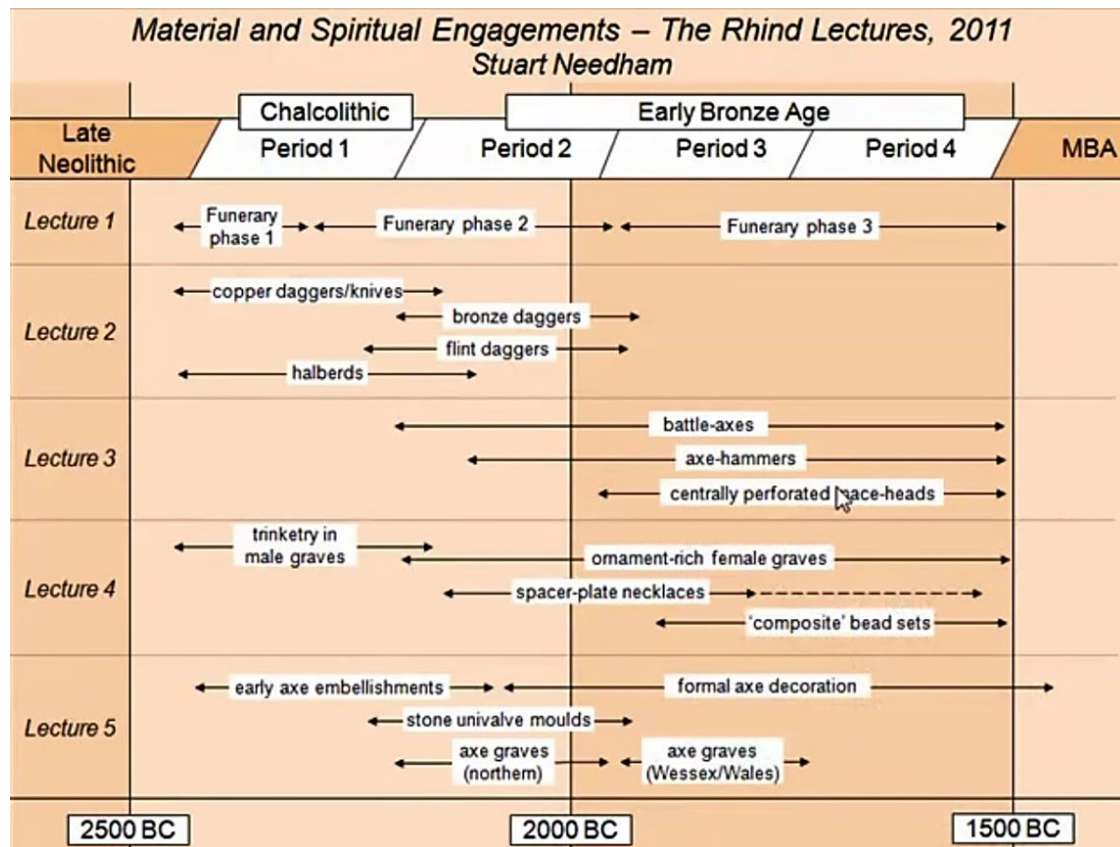 Material and Spiritual Engagements – The Rhind Lectures, 2011
Stuart Needham
Chalcolithic
Early Bronze Age
Late
Neolithic
Period 1
Period 2
Period 3
Period 4
MBA
Lecture 1
Funerary
phase 1
Funerary phase 2
Funerary phase 3
Lecture 2
copper daggers/knives
bronze daggers
flint daggers
halberds
Lecture 3
battle-axes
axe-hammers
centrally perforated mace-heads
Lecture 4
trinketry in
male graves
ornament-rich female graves
spacer-plate necklaces
'composite' bead sets
Lecture 5
early axe embellishments
formal axe decoration
stone univalve moulds
axe graves
(northern)
axe graves
(Wessex/Wales)
2500 BC
2000 BC
1500 BC